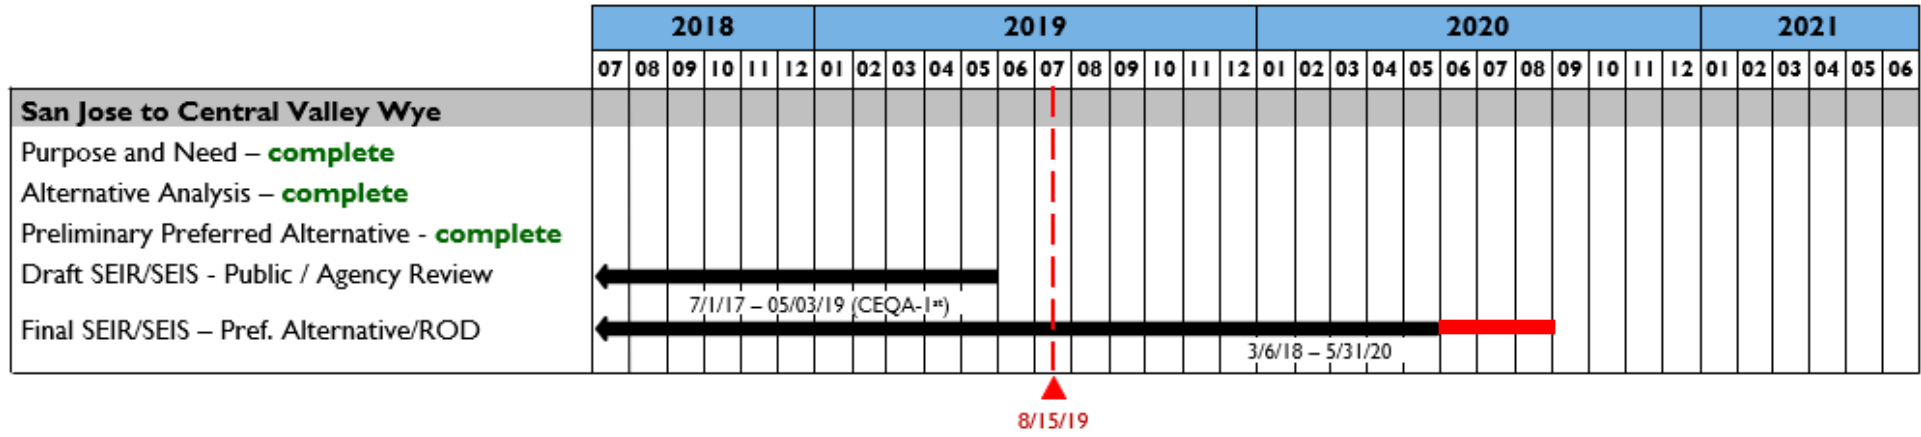 2018 2019 2020 2021
07 08 09 10 11 12 01 02 03 04 05 06 07 08 09 10 11 12 01 02 03 04 05 06 07 08 09 10 11 12 01 02 03 04 05 06
San Jose to Central Valley Wye
Purpose and Need – complete
Alternative Analysis – complete
Preliminary Preferred Alternative - complete
Draft SEIR/SEIS - Public / Agency Review
7/1/17 – 05/03/19 (CEQA-1st)
Final SEIR/SEIS – Pref. Alternative/ROD
3/6/18 – 5/31/20
8/15/19